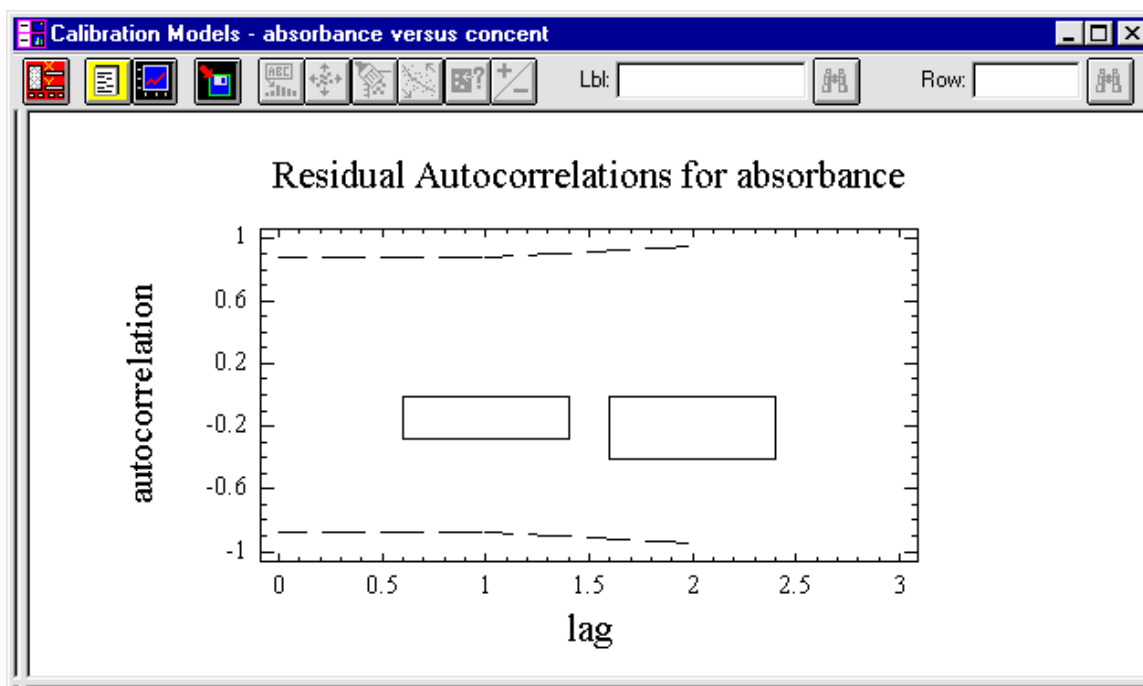 Calibration Models - absorbance versus concent
ABC
Lbl:
Row:
Residual Autocorrelations for absorbance
1
0.6
0.2
-0.2
-0.6
-1
autocorrelation
0 0.5 1 1.5 2 2.5 3
lag